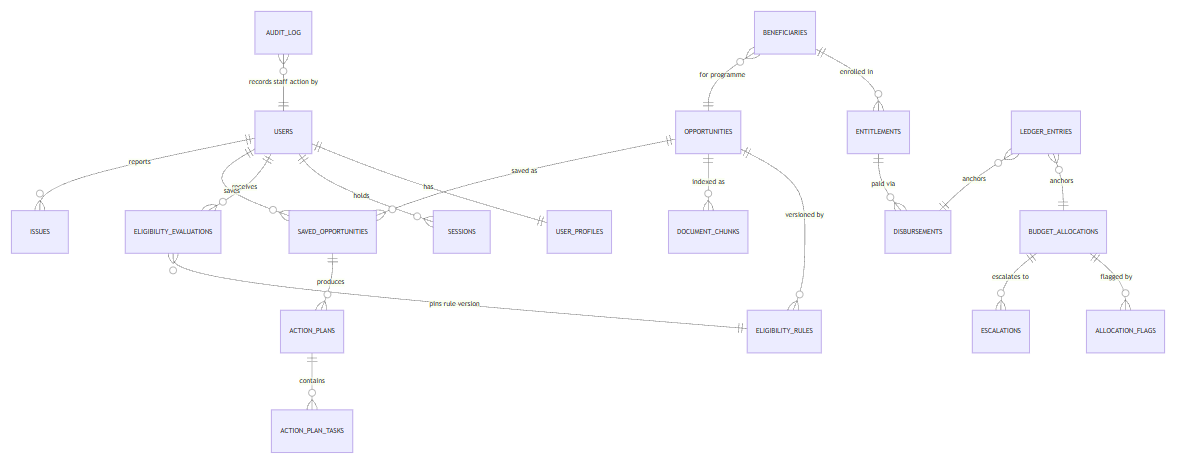 AUDIT_LOG
BENEFICIARIES
records staff action by
for programme
enrolled in
USERS
OPPORTUNITIES
ENTITLEMENTS
LEDGER_ENTRIES
reports
receives
saves
holds
has
saved as
indexed as
paid via
anchors
anchors
versioned by
ISSUES
ELIGIBILITY_EVALUATIONS
SAVED_OPPORTUNITIES
SESSIONS
USER_PROFILES
DOCUMENT_CHUNKS
DISBURSEMENTS
BUDGET_ALLOCATIONS
produces
escalates to
flagged by
pins rule version
ACTION_PLANS
ELIGIBILITY_RULES
ESCALATIONS
ALLOCATION_FLAGS
contains
ACTION_PLAN_TASKS